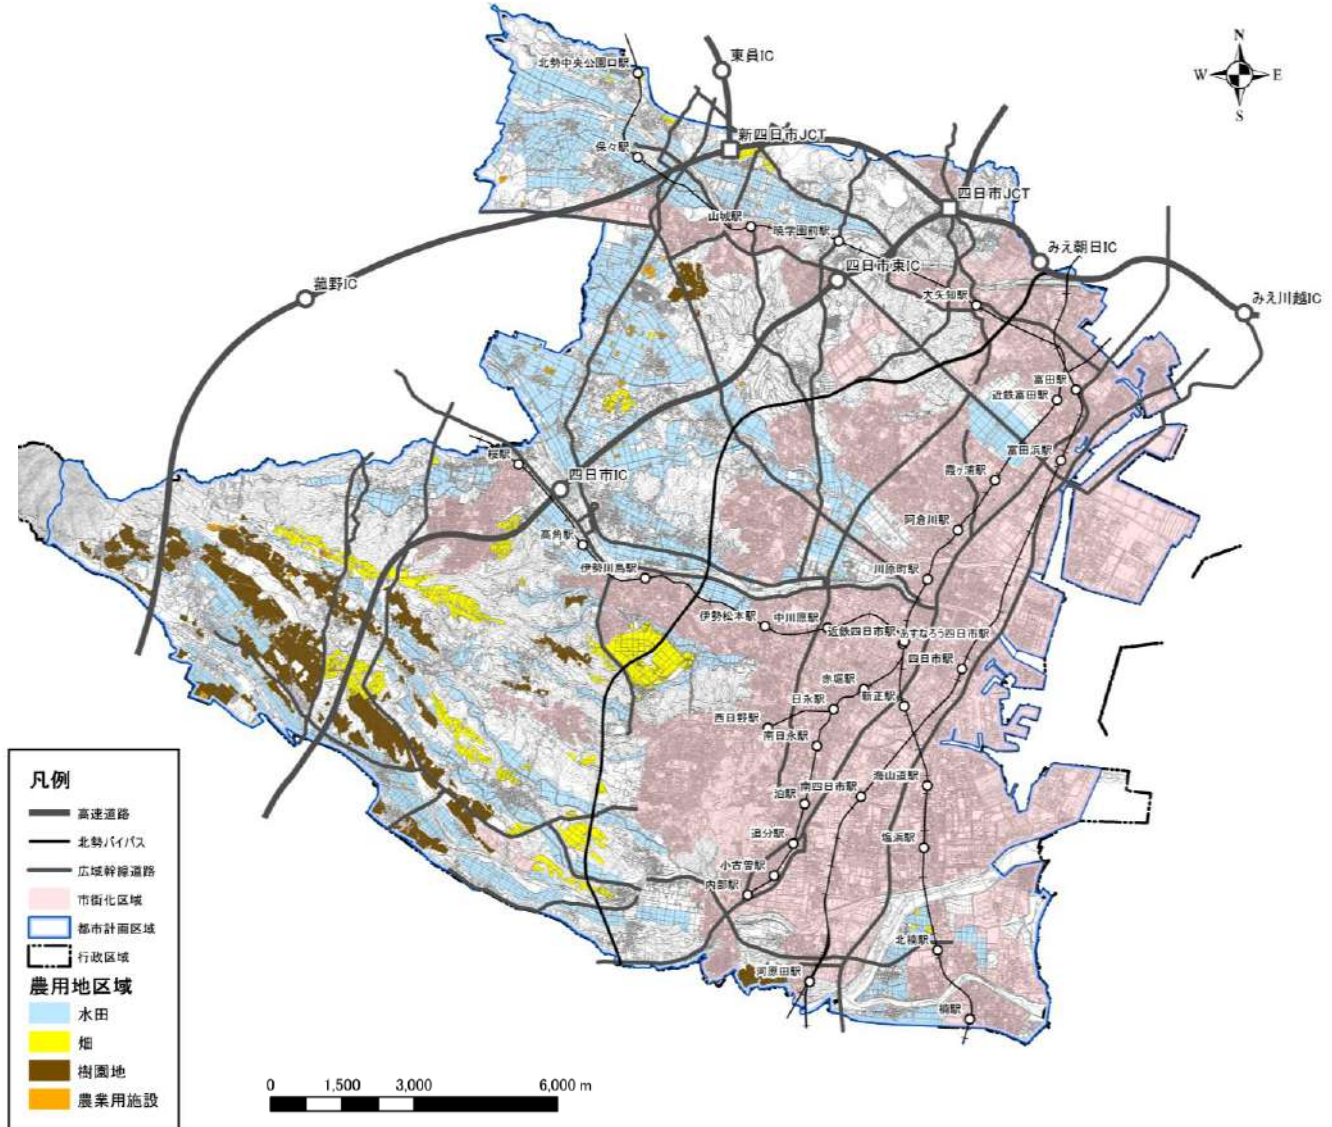 N
W
E
S
東員IC
北勢中央公園口駅
新四日市JCT
保々駅
四日市JCT
山城駅
暁学園前駅
みえ朝日IC
四日市東IC
菰野IC
大矢知駅
みえ川越IC
富田駅
近鉄富田駅
富田浜駅
桜駅
四日市IC
霞ヶ浦駅
阿倉川駅
高角駅
伊勢川島駅
川原町駅
伊勢松本駅
中川原駅
近鉄四日市駅
あすなろう四日市駅
四日市駅
赤堀駅
日永駅
新正駅
西日野駅
南日永駅
海山道駅
南四日市駅
泊駅
追分駅
塩浜駅
小古曽駅
内部駅
北楠駅
河原田駅
楠駅
凡例
高速道路
北勢バイパス
広域幹線道路
市街化区域
都市計画区域
行政区域
農用地区域
水田
畑
樹園地
農業用施設
0 1,500 3,000 6,000 m